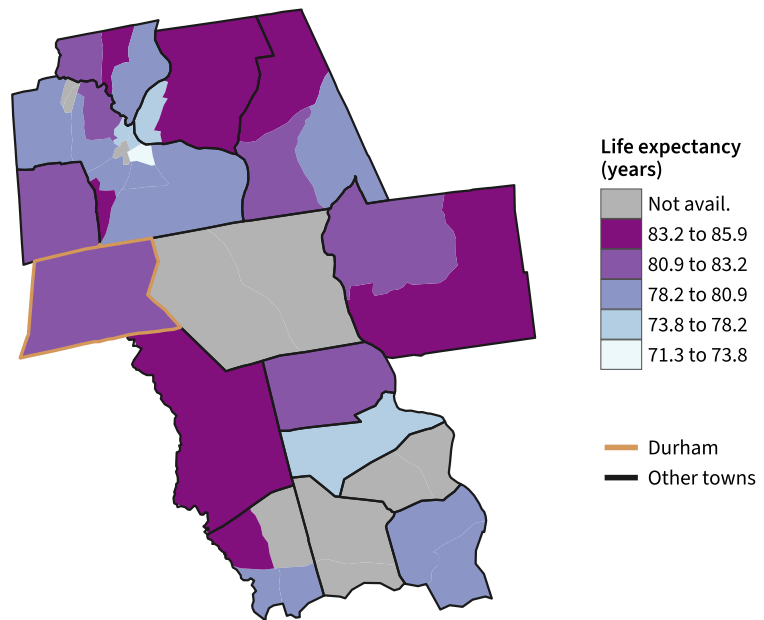 Life expectancy
(years)
Not avail.
83.2 to 85.9
80.9 to 83.2
78.2 to 80.9
73.8 to 78.2
71.3 to 73.8
Durham
Other towns